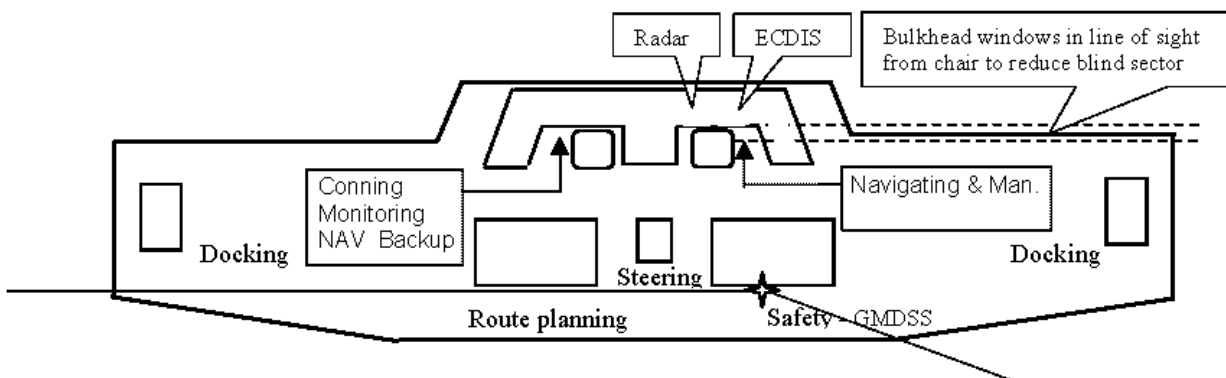 Radar
ECDIS
Bulkhead windows in line of sight
from chair to reduce blind sector
Conning
Monitoring
NAV Backup
Navigating & Man.
Docking
Steering
Docking
Route planning
Safety - GMDSS